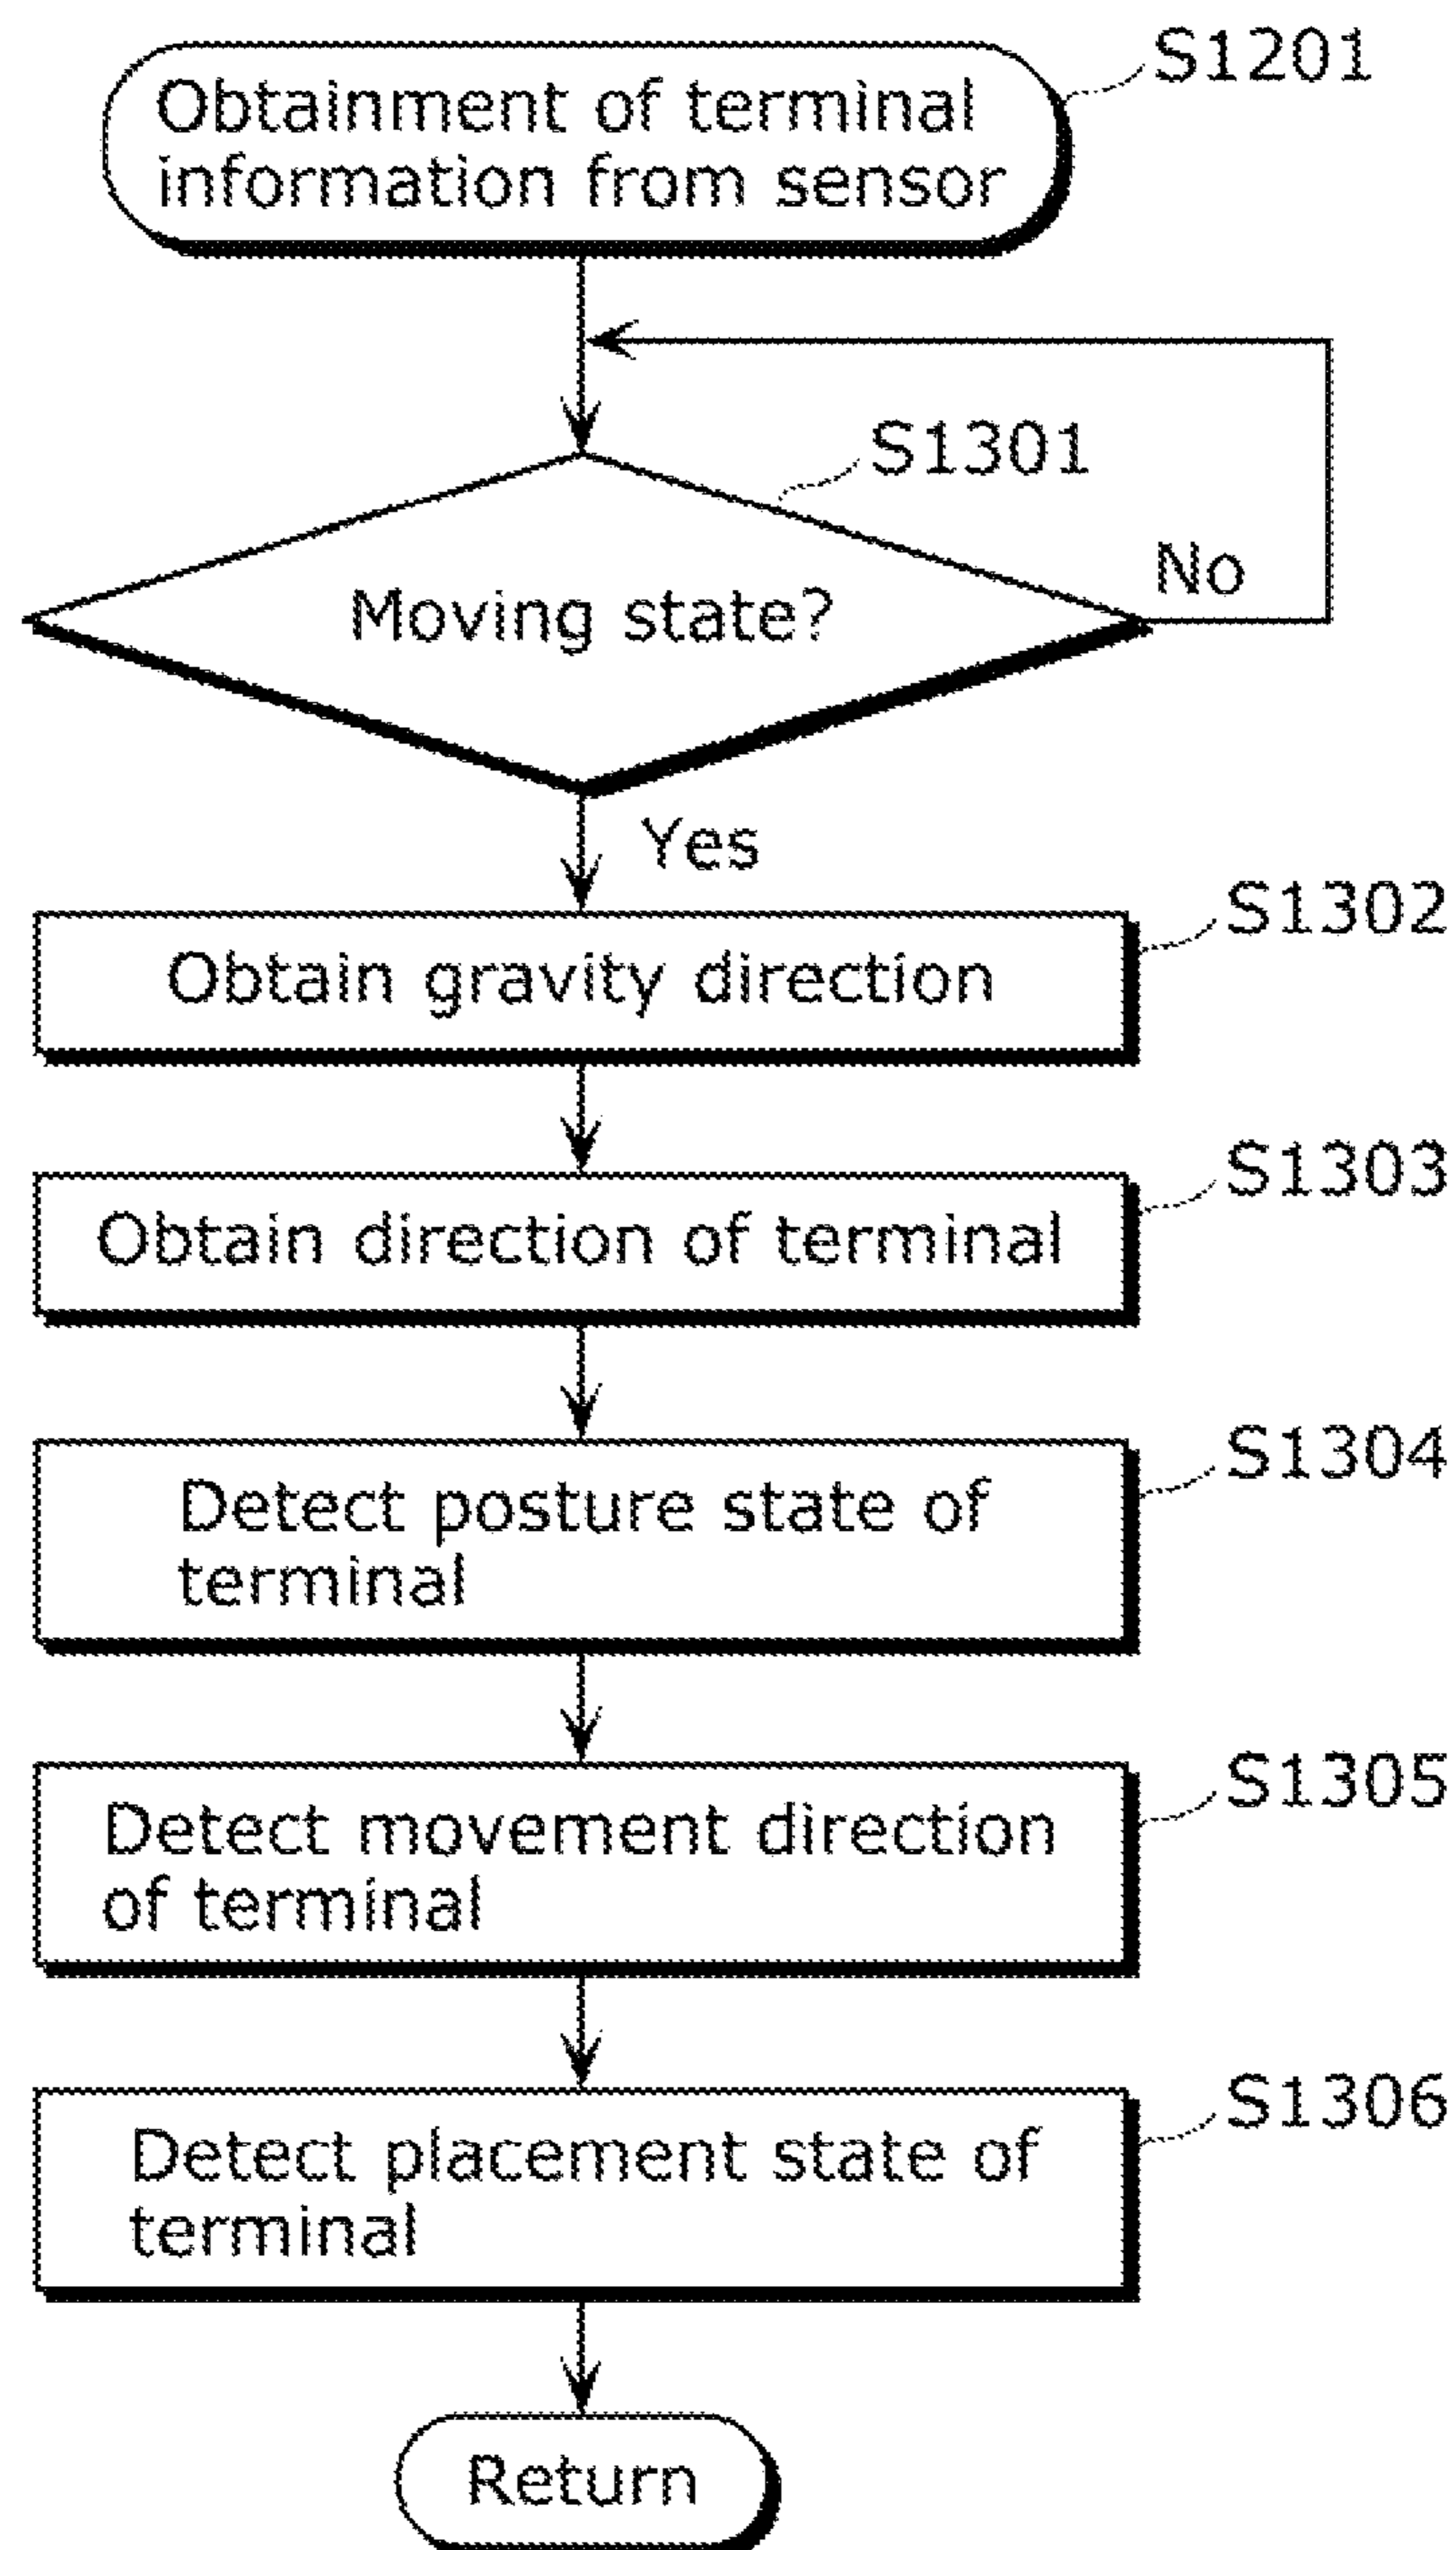 S1201
Obtainment of terminal
information from sensor
S1301
Moving state?
No
Yes
S1302
Obtain gravity direction
S1303
Obtain direction of terminal
S1304
Detect posture state of
terminal
S1305
Detect movement direction
of terminal
S1306
Detect placement state of
terminal
Return